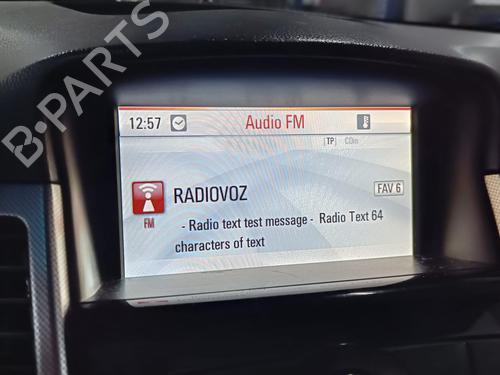 B-PARTS
12:57 Audio FM
[TP] CDin
RADIOVOZ FAV 6
FM
- Radio text test message - Radio Text 64
characters of text